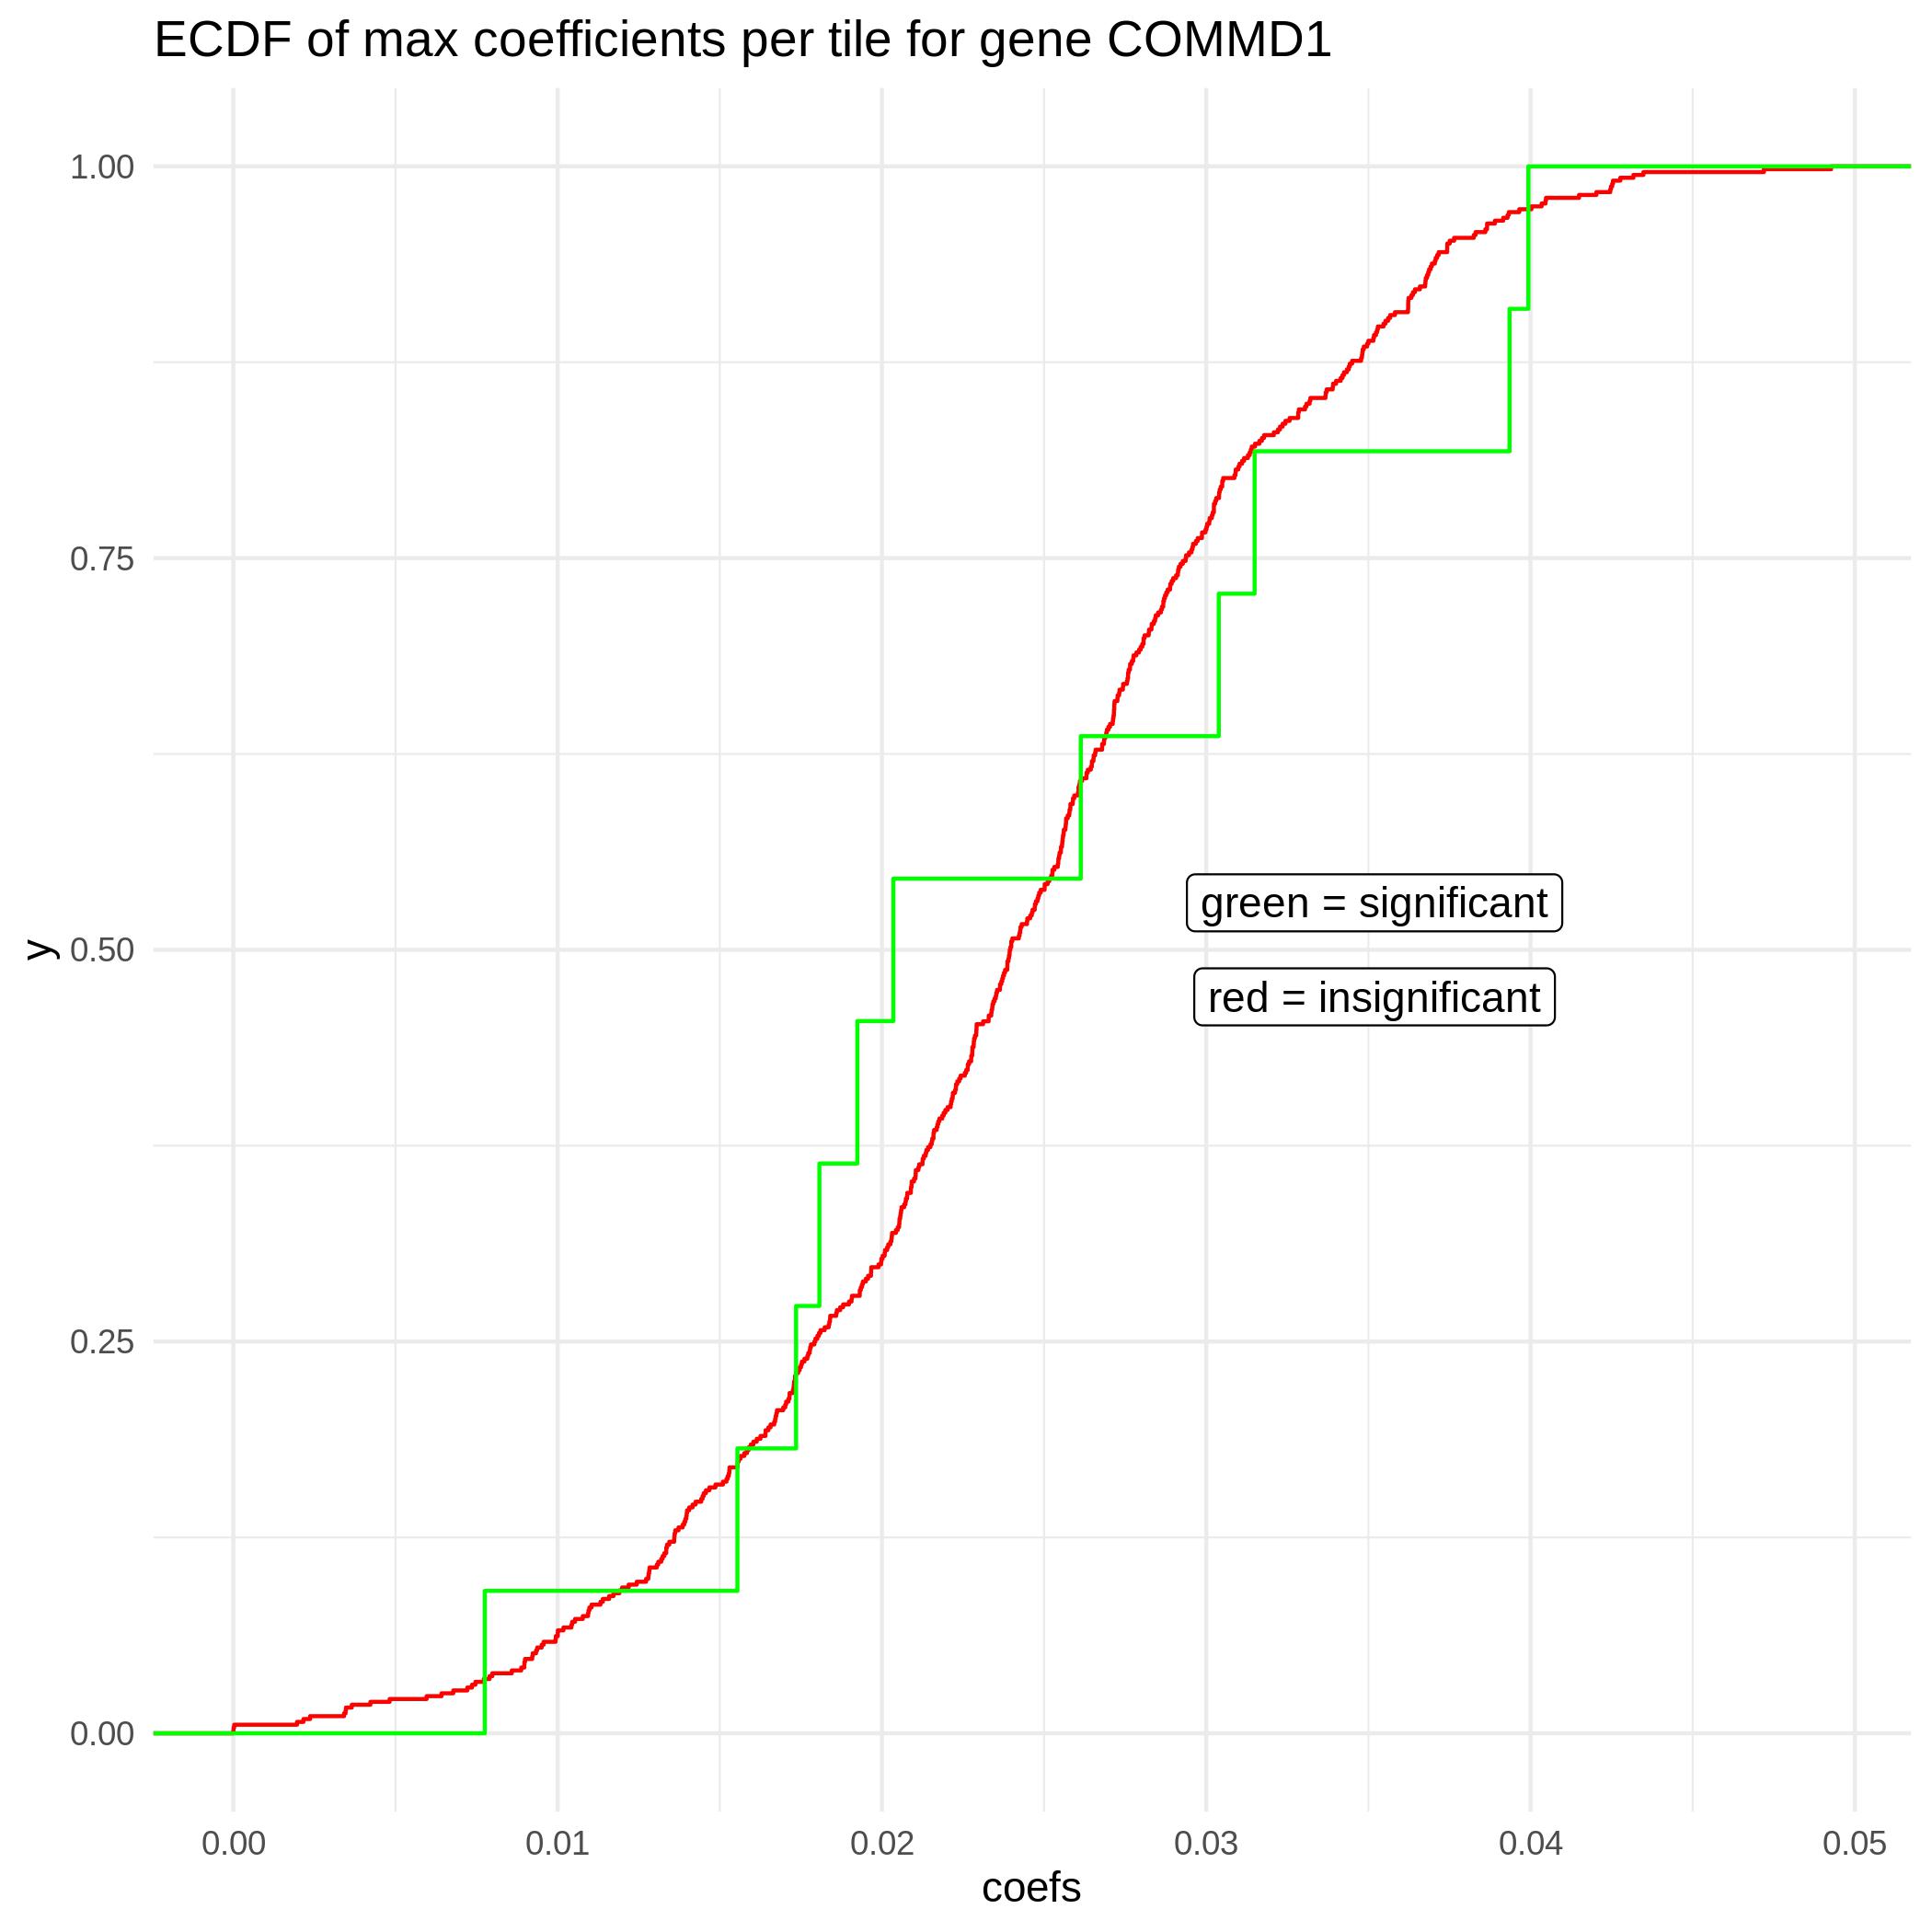 ECDF of max coefficients per tile for gene COMMD1
1.00
0.75
0.50
0.25
0.00
y
green = significant
red = insignificant
0.00 0.01 0.02 0.03 0.04 0.05
coefs